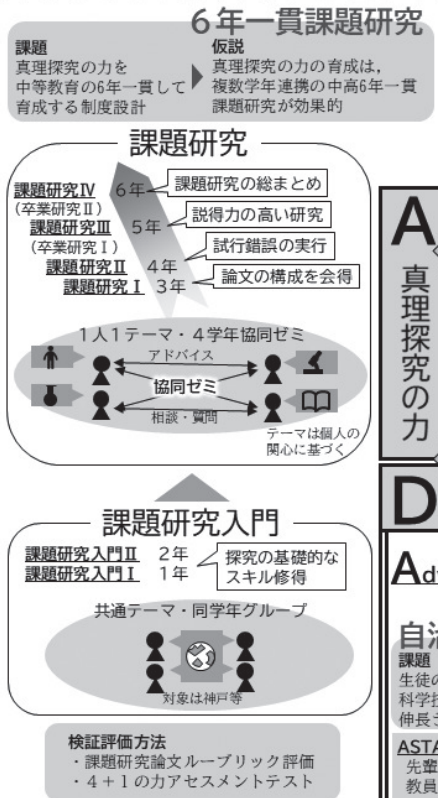 6年一貫課題研究
課題
真理探究の力を
中等教育の6年一貫して
育成する制度設計
仮説
真理探究の力の育成は，
複数学年連携の中高6年一貫
課題研究が効果的
課題研究
課題研究Ⅳ 6年
(卒業研究Ⅱ)
課題研究の総まとめ
課題研究Ⅲ 5年
(卒業研究Ⅰ)
説得力の高い研究
課題研究Ⅱ 4年
試行錯誤の実行
課題研究Ⅰ 3年
論文の構成を会得
1人1テーマ・4学年協同ゼミ
アドバイス
協同ゼミ
相談・質問
テーマは個人の
関心に基づく
課題研究入門
課題研究入門Ⅱ 2年
課題研究入門Ⅰ 1年
探究の基礎的な
スキル修得
共通テーマ・同学年グループ
対象は神戸等
検証評価方法
・課題研究論文ルーブリック評価
・4＋1の力アセスメントテスト
A
真理探究の力
D
Ad
自
課題
生徒の
科学技
伸長さ
ASTA
先輩
教員